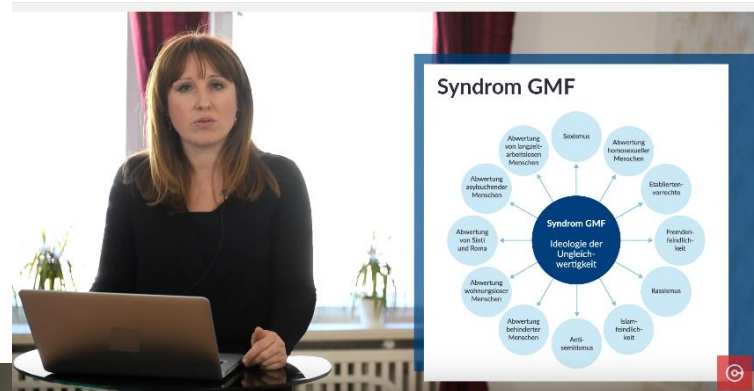 Syndrom GMF
Sexismus
Abwertung
homosexueller
Menschen
Etablierten-
vorrechte
Fremden-
feindlich-
keit
Rassismus
Islam-
feindlich-
keit
Anti-
semitismus
Abwertung
behinderter
Menschen
Abwertung
wohnungsloser
Menschen
Abwertung
von Sinti
und Roma
Abwertung
asylsuchender
Menschen
Abwertung
von langzeit-
arbeitslosen
Menschen
Syndrom GMF
Ideologie der
Ungleich-
wertigkeit